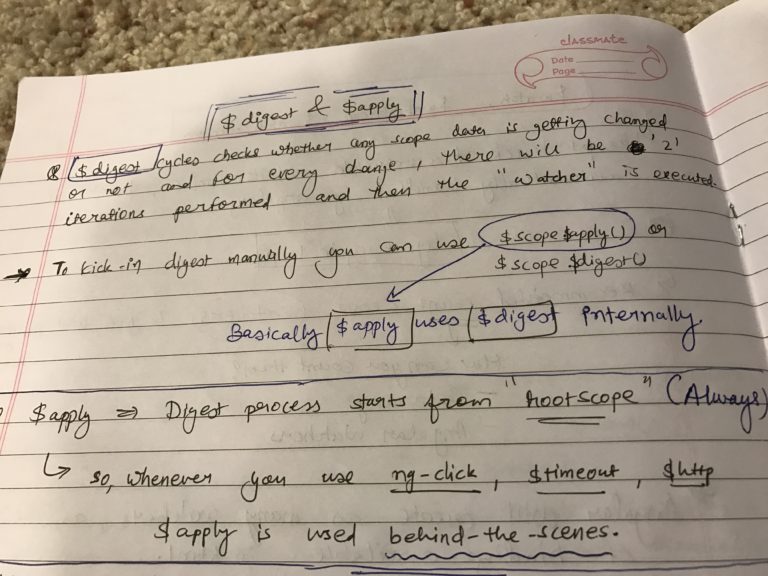 classmate
Date
Page
$digest & $apply
$digest cycles checks whether any scope data is getting changed
or not and for every change, there will be '2'
iterations performed and then the "watcher" is executed.
→ To kick-in digest manually you can use $scope $apply() or
$scope $digest()
Basically $apply uses $digest internally.
$apply ⇒ Digest process starts from "rootscope" (Always)
↳ so, whenever you use ng-click, $timeout, $http
$apply is used behind-the-scenes.